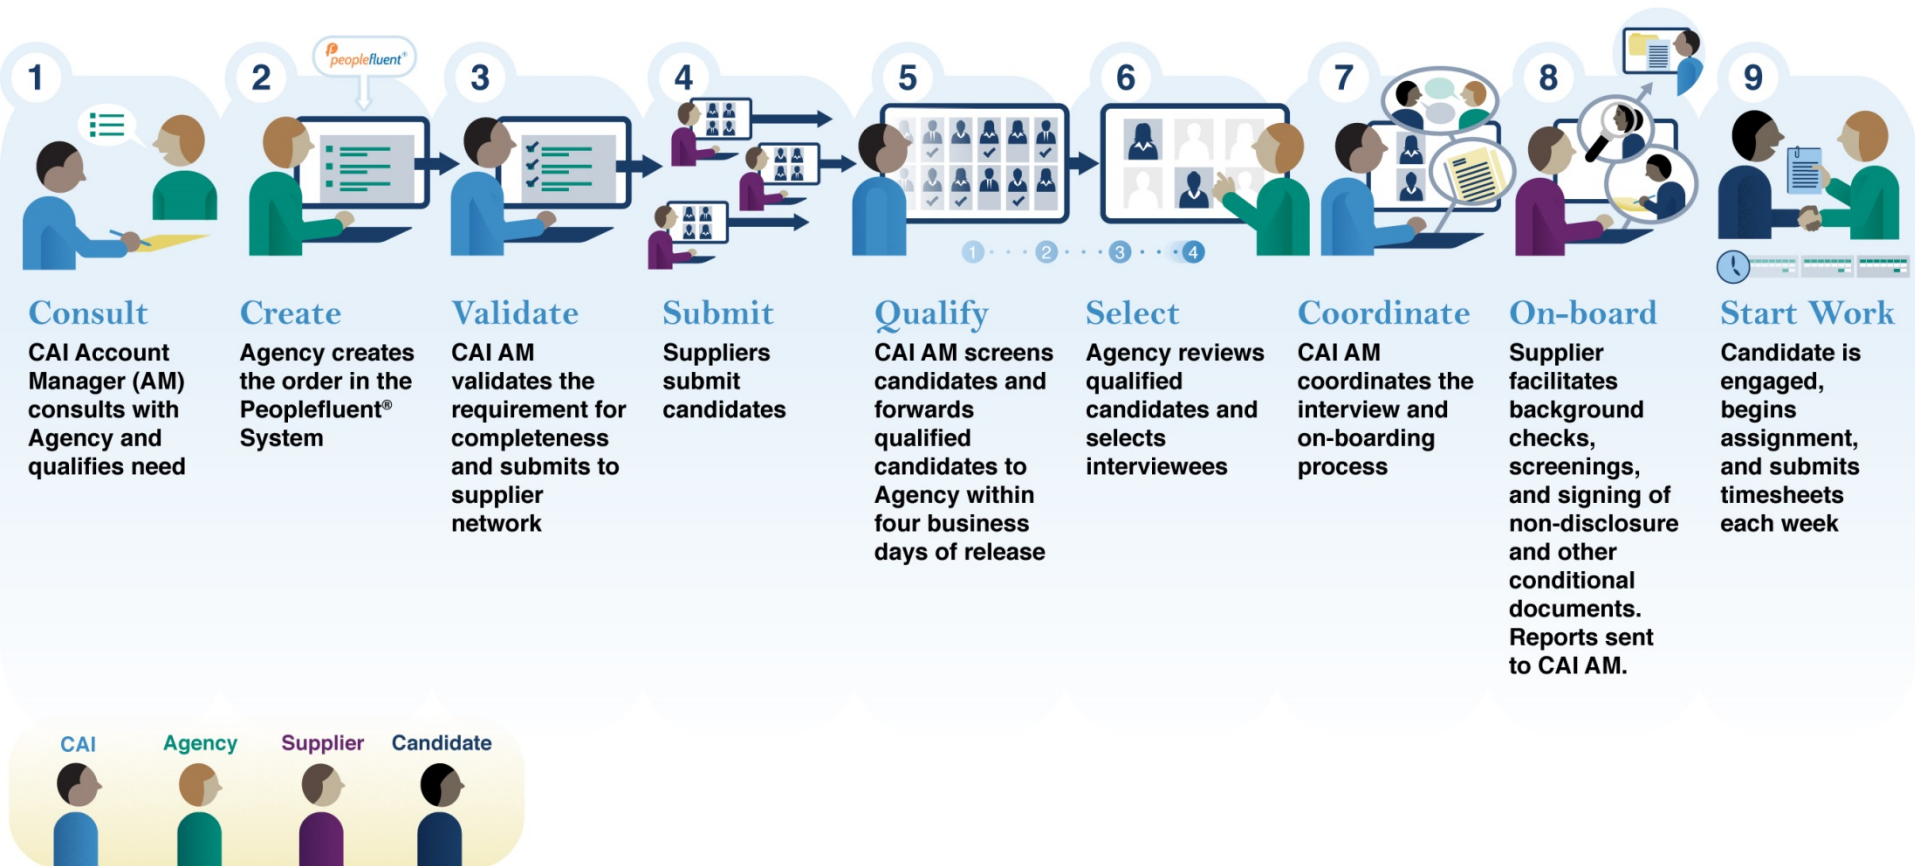 1
2
peoplefluent®
3
4
5
6
7
8
9
1 2 3 4
Consult
CAI Account
Manager (AM)
consults with
Agency and
qualifies need
Create
Agency creates
the order in the
Peoplefluent®
System
Validate
CAI AM
validates the
requirement for
completeness
and submits to
supplier
network
Submit
Suppliers
submit
candidates
Qualify
CAI AM screens
candidates and
forwards
qualified
candidates to
Agency within
four business
days of release
Select
Agency reviews
qualified
candidates and
selects
interviewees
Coordinate
CAI AM
coordinates the
interview and
on-boarding
process
On-board
Supplier
facilitates
background
checks,
screenings,
and signing of
non-disclosure
and other
conditional
documents.
Reports sent
to CAI AM.
Start Work
Candidate is
engaged,
begins
assignment,
and submits
timesheets
each week
CAI
Agency
Supplier
Candidate